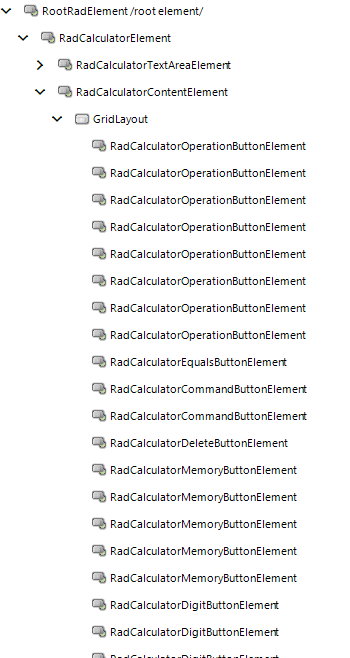 RootRadElement /root element/
RadCalculatorElement
RadCalculatorTextAreaElement
RadCalculatorContentElement
GridLayout
RadCalculatorOperationButtonElement
RadCalculatorOperationButtonElement
RadCalculatorOperationButtonElement
RadCalculatorOperationButtonElement
RadCalculatorOperationButtonElement
RadCalculatorOperationButtonElement
RadCalculatorOperationButtonElement
RadCalculatorOperationButtonElement
RadCalculatorEqualsButtonElement
RadCalculatorCommandButtonElement
RadCalculatorCommandButtonElement
RadCalculatorDeleteButtonElement
RadCalculatorMemoryButtonElement
RadCalculatorMemoryButtonElement
RadCalculatorMemoryButtonElement
RadCalculatorMemoryButtonElement
RadCalculatorMemoryButtonElement
RadCalculatorDigitButtonElement
RadCalculatorDigitButtonElement
RadCalculatorDigitButtonElement